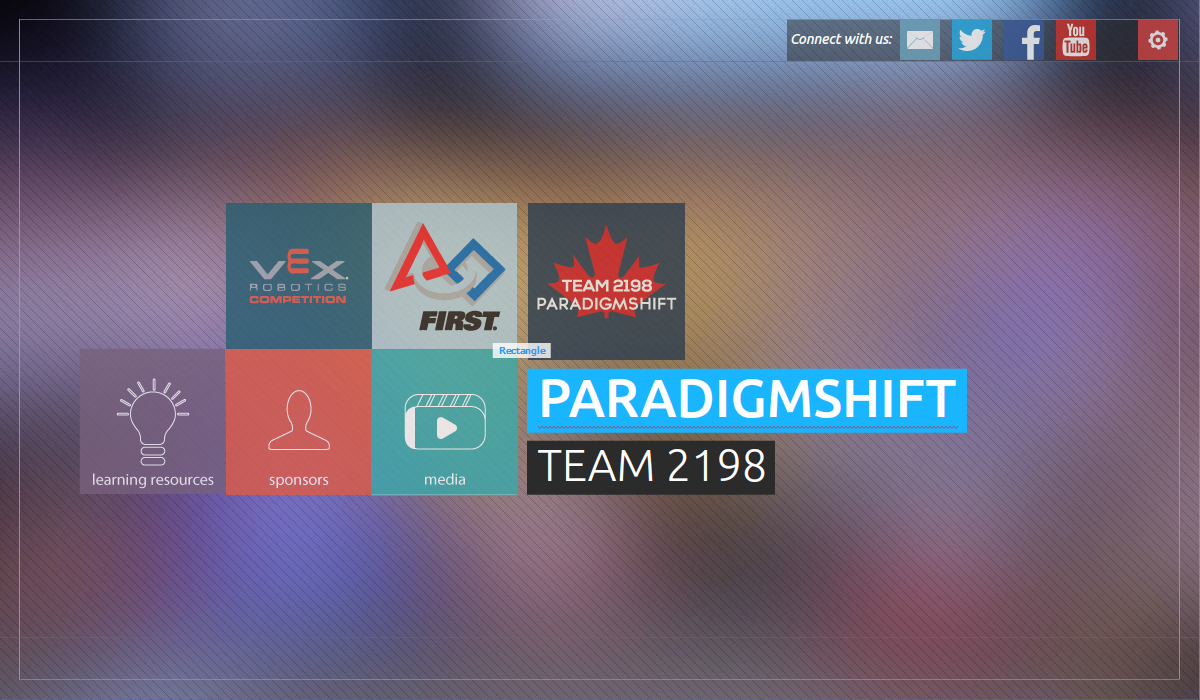 Connect with us:
You
Tube
VEX
ROBOTICS
COMPETITION
FIRST
TEAM 2198
PARADIGMSHIFT
Rectangle
learning resources
sponsors
media
PARADIGMSHIFT
TEAM 2198